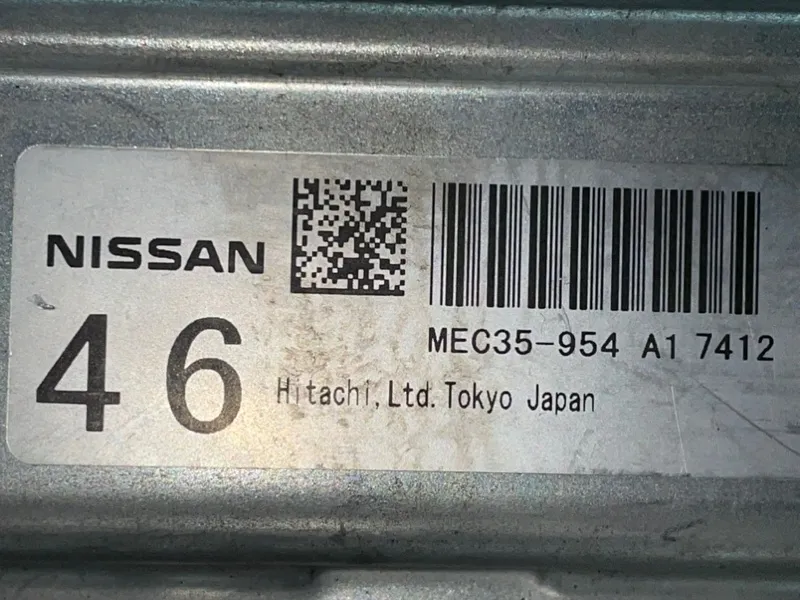 NISSAN
MEC35-954 A1 7412
46
Hitachi, Ltd. Tokyo Japan